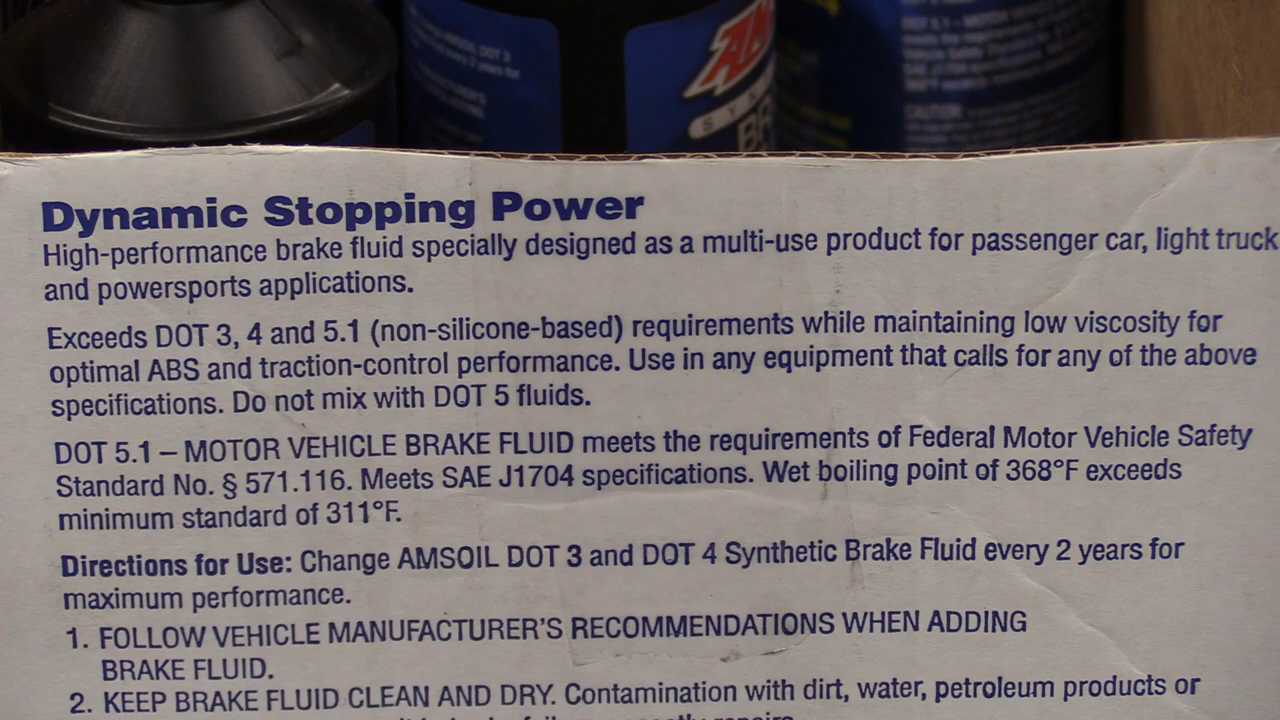 AMSOIL, DOT 3
AM
SYN
BR
Dynamic Stopping Power
High-performance brake fluid specially designed as a multi-use product for passenger car, light truck
and powersports applications.
Exceeds DOT 3, 4 and 5.1 (non-silicone-based) requirements while maintaining low viscosity for
optimal ABS and traction-control performance. Use in any equipment that calls for any of the above
specifications. Do not mix with DOT 5 fluids.
DOT 5.1 – MOTOR VEHICLE BRAKE FLUID meets the requirements of Federal Motor Vehicle Safety
Standard No. § 571.116. Meets SAE J1704 specifications. Wet boiling point of 368°F exceeds
minimum standard of 311°F.
Directions for Use: Change AMSOIL DOT 3 and DOT 4 Synthetic Brake Fluid every 2 years for
maximum performance.
1. FOLLOW VEHICLE MANUFACTURER'S RECOMMENDATIONS WHEN ADDING
BRAKE FLUID.
2. KEEP BRAKE FLUID CLEAN AND DRY. Contamination with dirt, water, petroleum products or